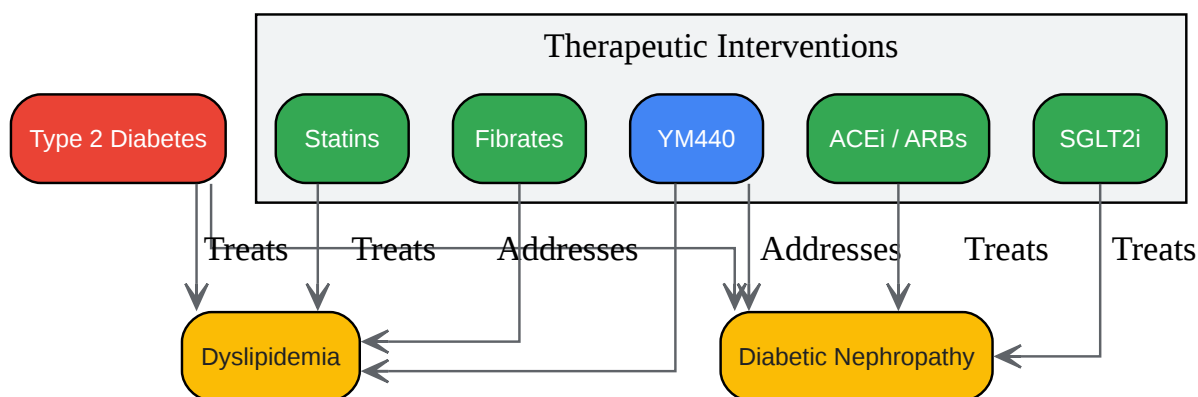 Therapeutic Interventions
Type 2 Diabetes
Statins
Fibrates
YM440
ACEi / ARBs
SGLT2i
Treats
Treats
Addresses
Addresses
Treats
Treats
Dyslipidemia
Diabetic Nephropathy